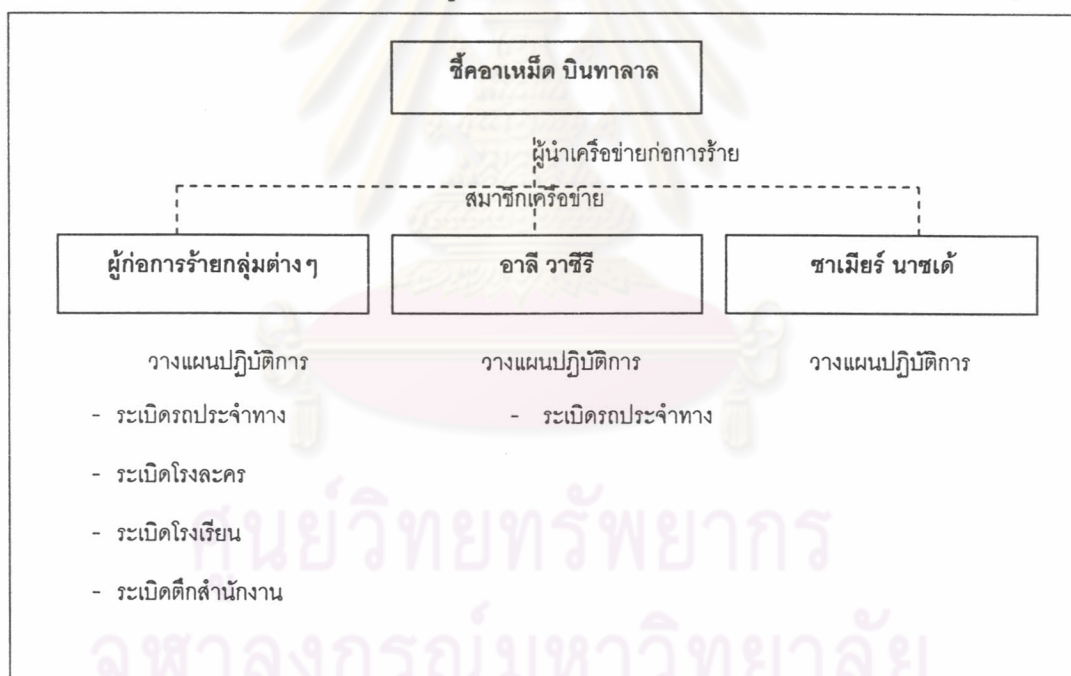 ชี้คอาเหม็ด บินทาลาล
ผู้นำเครือข่ายก่อการร้าย
สมาชิกเครือข่าย
ผู้ก่อการร้ายกลุ่มต่างๆ อาลี วาซีรี ซาเมียร์ นาซเด้
วางแผนปฏิบัติการ วางแผนปฏิบัติการ วางแผนปฏิบัติการ
- ระเบิดรถประจำทาง - ระเบิดรถประจำทาง
- ระเบิดโรงละคร
- ระเบิดโรงเรียน
- ระเบิดตึกสำนักงาน
ศูนย์วิทยทรัพยากร
จุฬาลงกรณ์มหาวิทยาลัย